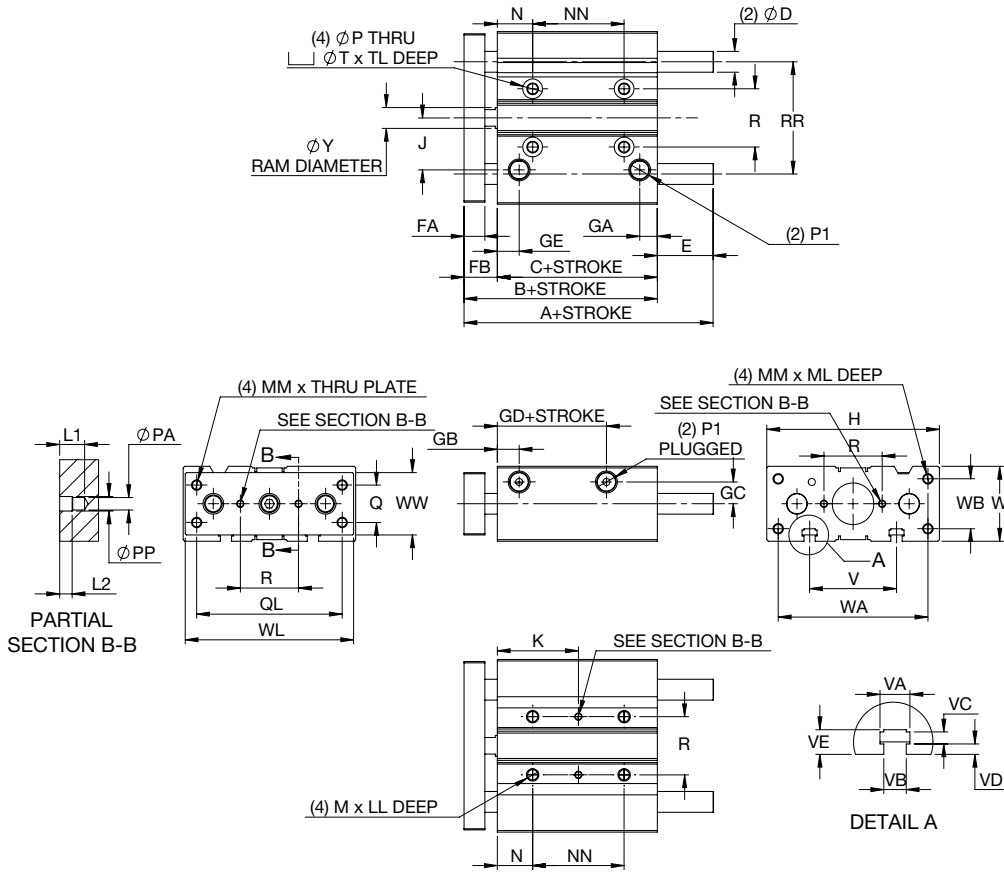 N
NN
(2) ØD
(4) ØP THRU
⌴ ØT x TL DEEP
R
RR
J
ØY
RAM DIAMETER
FA
GA
(2) P1
GE
E
FB
C+STROKE
B+STROKE
A+STROKE
(4) MM x THRU PLATE
(4) MM x ML DEEP
SEE SECTION B-B
SEE SECTION B-B
H
GD+STROKE
L1
ØPA
B
GB
(2) P1
PLUGGED
R
Q
WW
GC
WB
W
ØPP
B
A
L2
R
V
QL
WA
WL
PARTIAL
SECTION B-B
K
SEE SECTION B-B
VA
VC
VE
R
VB
VD
(4) M x LL DEEP
DETAIL A
N
NN